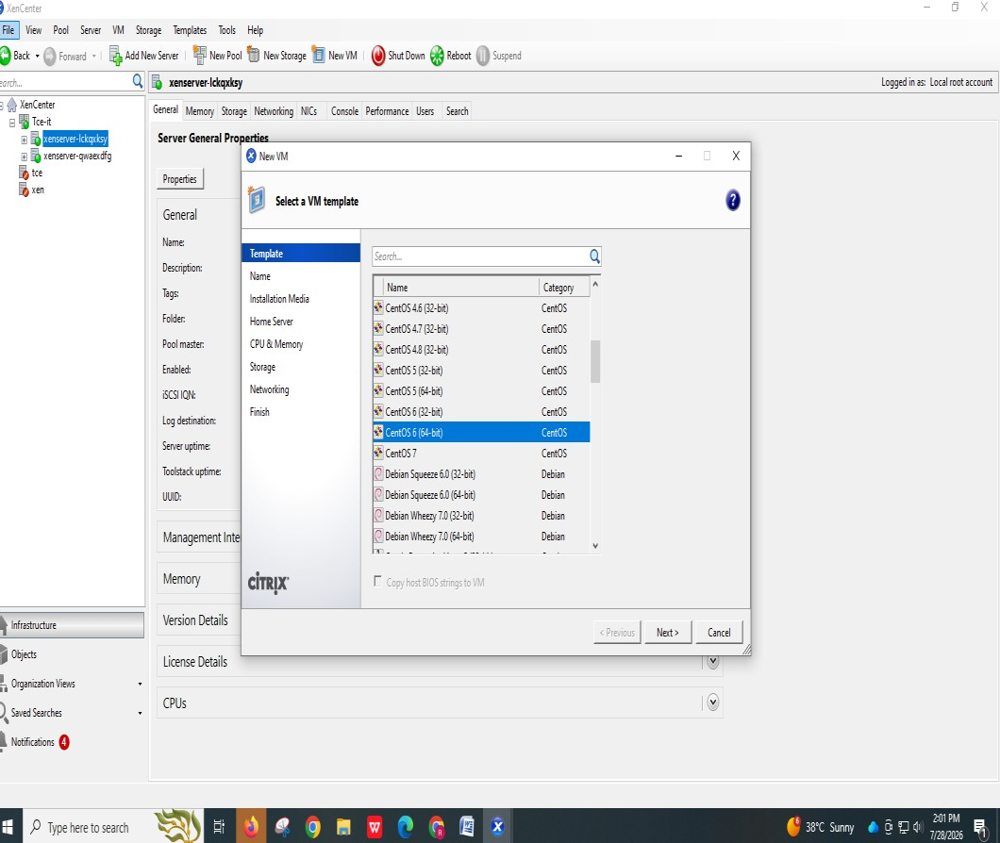 XenCenter
File View Pool Server VM Storage Templates Tools Help
Back Forward Add New Server New Pool New Storage New VM Shut Down Reboot Suspend
xenserver-lckqxksy
Logged in as: Local root account
XenCenter
Tce-it
xenserver-lckqxksy
xenserver-qwaexdfg
tce
xen
General Memory Storage Networking NICs Console Performance Users Search
Server General Properties
Properties
General
Name:
Description:
Tags:
Folder:
Pool master:
Enabled:
iSCSI IQN:
Log destination:
Server uptime:
Toolstack uptime:
UUID:
Management Inte
Memory
Version Details
License Details
CPUs
New VM
Select a VM template
?
Template
Name
Installation Media
Home Server
CPU & Memory
Storage
Networking
Finish
CITRIX
Search...
Name Category
CentOS 4.6 (32-bit) CentOS
CentOS 4.7 (32-bit) CentOS
CentOS 4.8 (32-bit) CentOS
CentOS 5 (32-bit) CentOS
CentOS 5 (64-bit) CentOS
CentOS 6 (32-bit) CentOS
CentOS 6 (64-bit) CentOS
CentOS 7 CentOS
Debian Squeeze 6.0 (32-bit) Debian
Debian Squeeze 6.0 (64-bit) Debian
Debian Wheezy 7.0 (32-bit) Debian
Debian Wheezy 7.0 (64-bit) Debian
Copy host BIOS strings to VM
< Previous Next > Cancel
Infrastructure
Objects
Organization Views
Saved Searches
Notifications 4
Type here to search
38°C Sunny
2:01 PM
7/28/2026